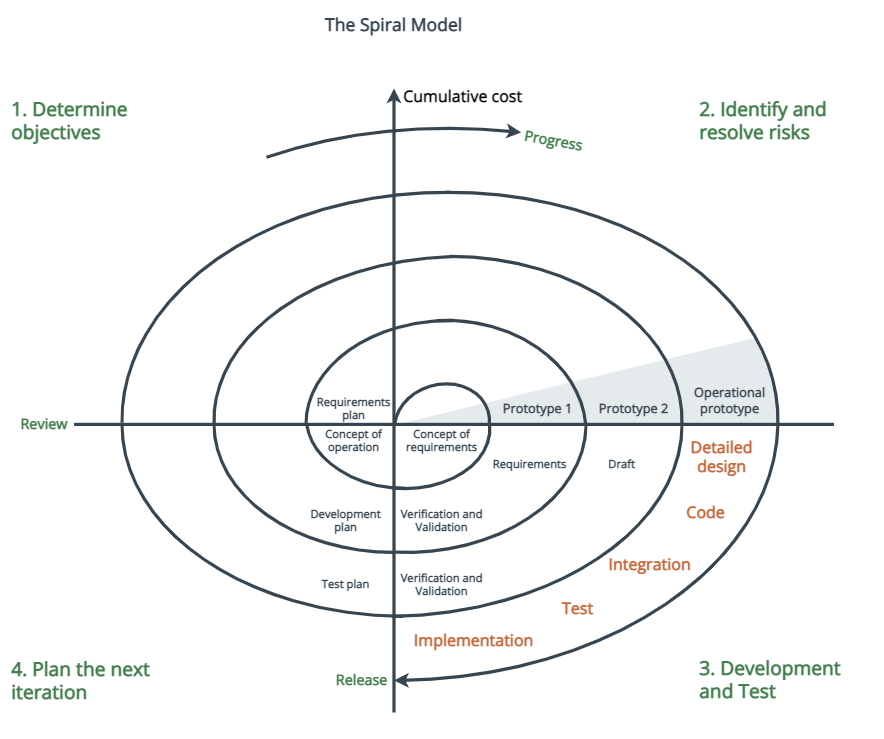 The Spiral Model
Cumulative cost
1. Determine
objectives
2. Identify and
resolve risks
Progress
Requirements
plan
Prototype 1
Prototype 2
Operational
prototype
Review
Concept of
operation
Concept of
requirements
Requirements
Draft
Detailed
design
Code
Development
plan
Verification and
Validation
Integration
Test plan
Verification and
Validation
Test
Implementation
4. Plan the next
iteration
Release
3. Development
and Test